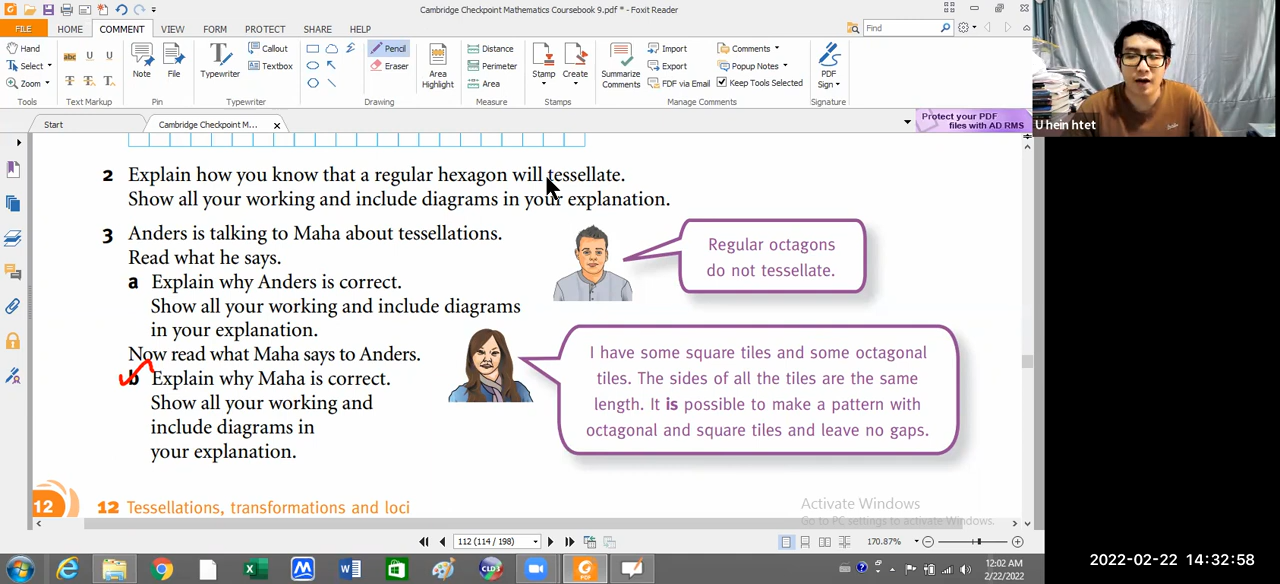 Cambridge Checkpoint Mathematics Coursebook 9.pdf * - Foxit Reader
FILE HOME COMMENT VIEW FORM PROTECT SHARE HELP
Find
Hand
Select
Zoom
Tools
Text Markup
Note
File
Pin
Typewriter
Callout
Textbox
Typewriter
Pencil
Eraser
Drawing
Area Highlight
Distance
Perimeter
Area
Measure
Stamp
Create
Stamps
Summarize Comments
Import
Export
FDF via Email
Comments
Popup Notes
Keep Tools Selected
Manage Comments
PDF Sign
Signature
Start
Cambridge Checkpoint M...
Protect your PDF
files with AD RMS
U hein htet
2 Explain how you know that a regular hexagon will tessellate.
Show all your working and include diagrams in your explanation.
3 Anders is talking to Maha about tessellations.
Read what he says.
a Explain why Anders is correct.
Show all your working and include diagrams
in your explanation.
Regular octagons
do not tessellate.
Now read what Maha says to Anders.
b Explain why Maha is correct.
Show all your working and
include diagrams in
your explanation.
I have some square tiles and some octagonal
tiles. The sides of all the tiles are the same
length. It is possible to make a pattern with
octagonal and square tiles and leave no gaps.
12 12 Tessellations, transformations and loci
Activate Windows
Go to PC settings to activate Windows.
112 (114 / 198)
170.87%
12:02 AM
2/22/2022
2022-02-22 14:32:58